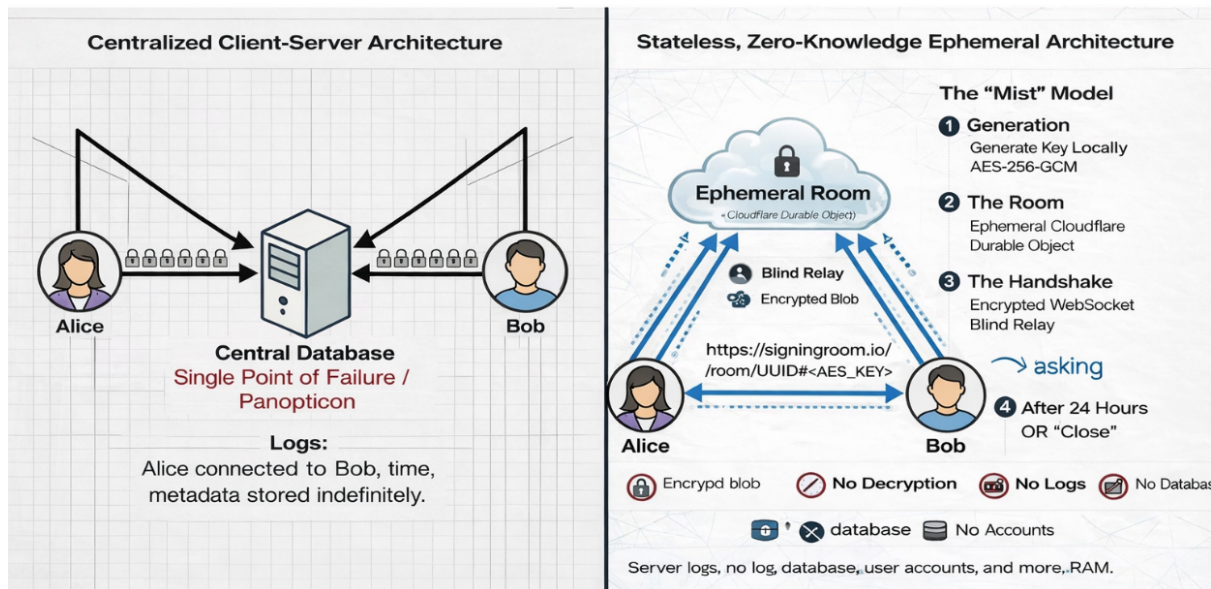 Centralized Client-Server Architecture
Alice
Bob
Central Database
Single Point of Failure /
Panopticon
Logs:
Alice connected to Bob, time,
metadata stored indefinitely.
Stateless, Zero-Knowledge Ephemeral Architecture
The “Mist” Model
1 Generation
Generate Key Locally
AES-256-GCM
2 The Room
Ephemeral Cloudflare
Durable Object
3 The Handshake
Encrypted WebSocket
Blind Relay
asking
4 After 24 Hours
OR “Close”
Ephemeral Room
- Cloudflare Durable Object)
Blind Relay
Encrypted Blob
https://signingroom.io/
/room/UUID#<AES_KEY>
Alice
Bob
Encrypd blob
No Decryption
No Logs
No Database
database
No Accounts
Server logs, no log, database, user accounts, and more, RAM.